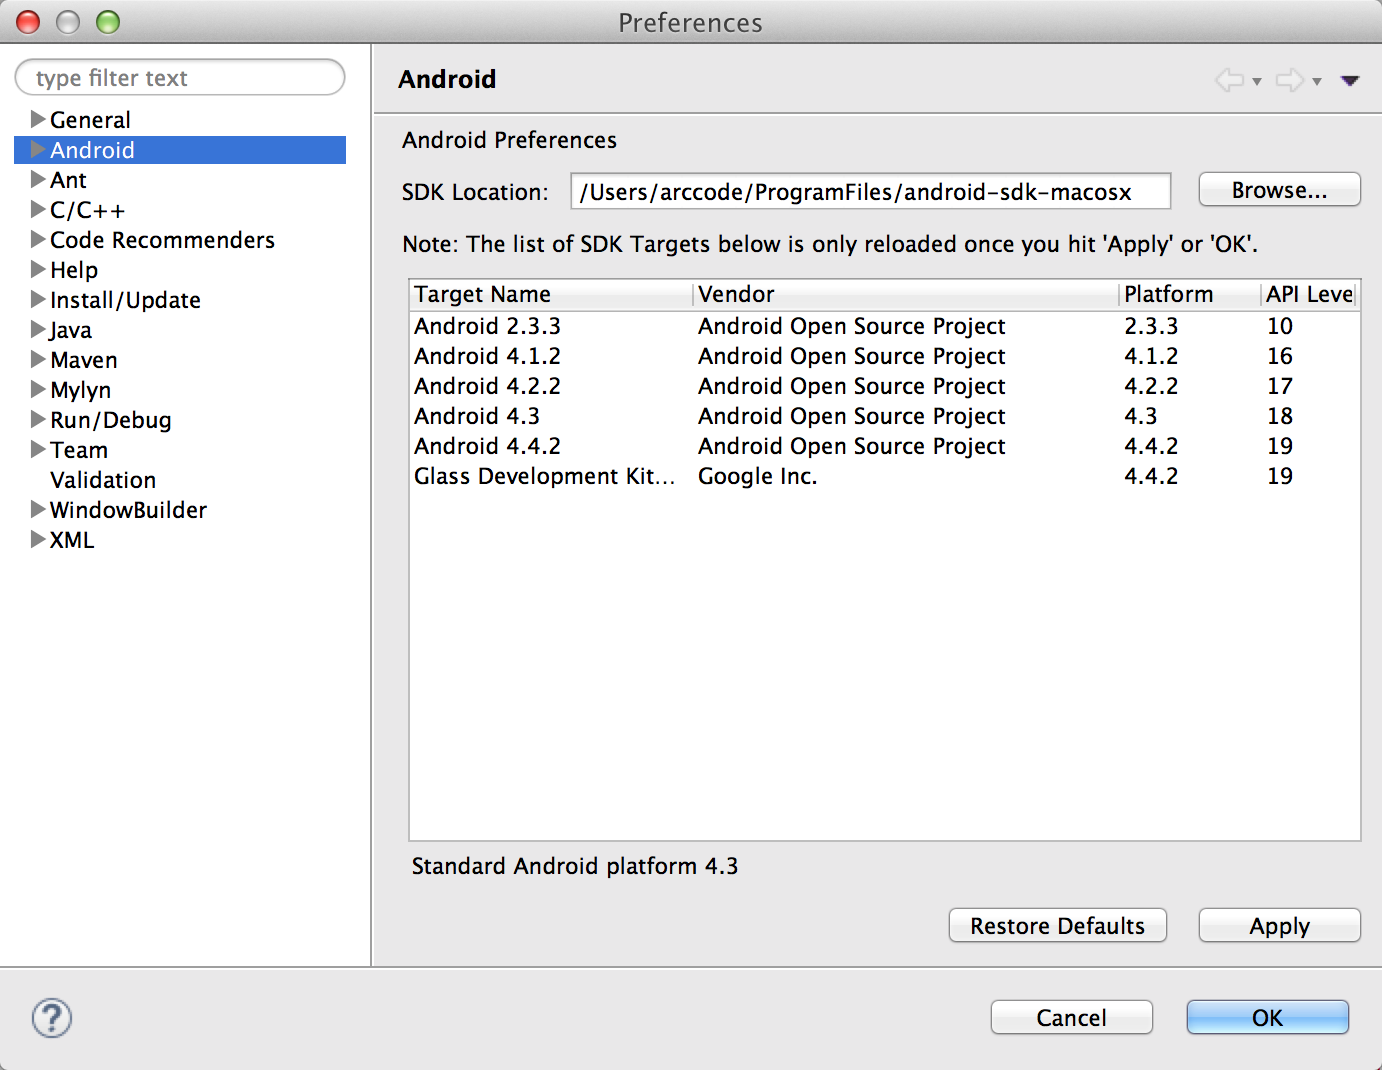 Preferences
type filter text
General
Android
Ant
C/C++
Code Recommenders
Help
Install/Update
Java
Maven
Mylyn
Run/Debug
Team
Validation
WindowBuilder
XML
Android
Android Preferences
SDK Location: /Users/arccode/ProgramFiles/android-sdk-macosx Browse...
Note: The list of SDK Targets below is only reloaded once you hit 'Apply' or 'OK'.
Target Name Vendor Platform API Leve
Android 2.3.3 Android Open Source Project 2.3.3 10
Android 4.1.2 Android Open Source Project 4.1.2 16
Android 4.2.2 Android Open Source Project 4.2.2 17
Android 4.3 Android Open Source Project 4.3 18
Android 4.4.2 Android Open Source Project 4.4.2 19
Glass Development Kit... Google Inc. 4.4.2 19
Standard Android platform 4.3
Restore Defaults Apply
? Cancel OK